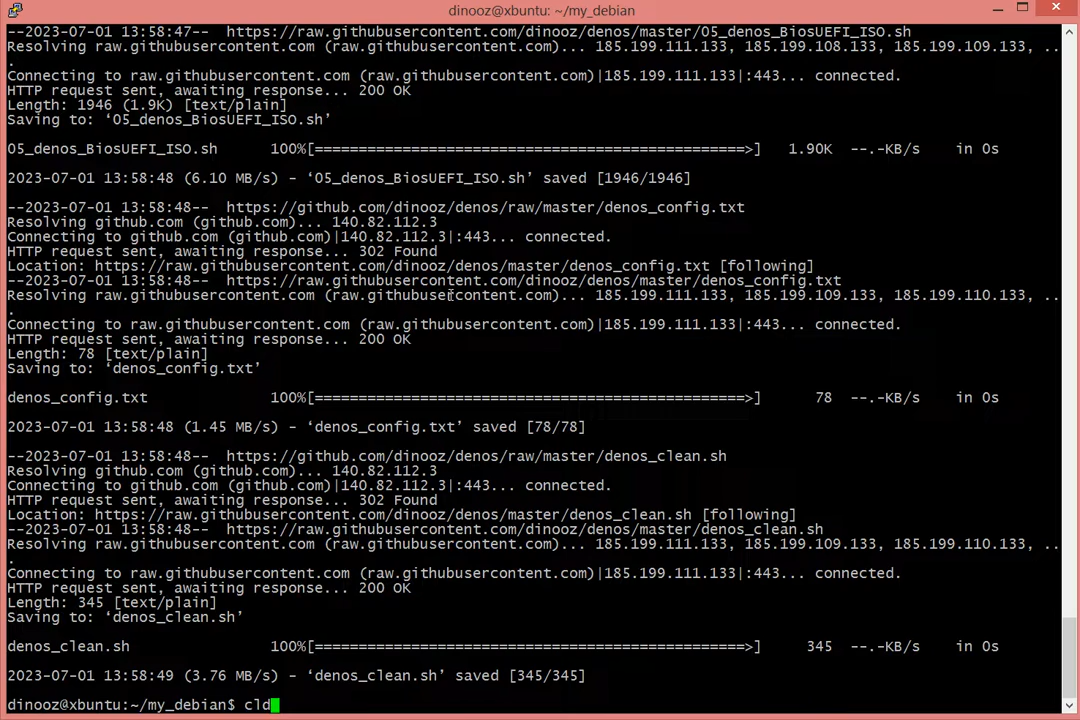 dinooz@xbuntu: ~/my_debian
--2023-07-01 13:58:47--  https://raw.githubusercontent.com/dinooz/denos/master/05_denos_BiosUEFI_ISO.sh
Resolving raw.githubusercontent.com (raw.githubusercontent.com)... 185.199.111.133, 185.199.108.133, 185.199.109.133, ..
.
Connecting to raw.githubusercontent.com (raw.githubusercontent.com)|185.199.111.133|:443... connected.
HTTP request sent, awaiting response... 200 OK
Length: 1946 (1.9K) [text/plain]
Saving to: ‘05_denos_BiosUEFI_ISO.sh’
05_denos_BiosUEFI_ISO.sh      100%[=================================================>]   1.90K  --.-KB/s    in 0s
2023-07-01 13:58:48 (6.10 MB/s) - ‘05_denos_BiosUEFI_ISO.sh’ saved [1946/1946]
--2023-07-01 13:58:48--  https://github.com/dinooz/denos/raw/master/denos_config.txt
Resolving github.com (github.com)... 140.82.112.3
Connecting to github.com (github.com)|140.82.112.3|:443... connected.
HTTP request sent, awaiting response... 302 Found
Location: https://raw.githubusercontent.com/dinooz/denos/master/denos_config.txt [following]
--2023-07-01 13:58:48--  https://raw.githubusercontent.com/dinooz/denos/master/denos_config.txt
Resolving raw.githubusercontent.com (raw.githubusercontent.com)... 185.199.111.133, 185.199.109.133, 185.199.110.133, ..
.
Connecting to raw.githubusercontent.com (raw.githubusercontent.com)|185.199.111.133|:443... connected.
HTTP request sent, awaiting response... 200 OK
Length: 78 [text/plain]
Saving to: ‘denos_config.txt’
denos_config.txt              100%[=================================================>]      78  --.-KB/s    in 0s
2023-07-01 13:58:48 (1.45 MB/s) - ‘denos_config.txt’ saved [78/78]
--2023-07-01 13:58:48--  https://github.com/dinooz/denos/raw/master/denos_clean.sh
Resolving github.com (github.com)... 140.82.112.3
Connecting to github.com (github.com)|140.82.112.3|:443... connected.
HTTP request sent, awaiting response... 302 Found
Location: https://raw.githubusercontent.com/dinooz/denos/master/denos_clean.sh [following]
--2023-07-01 13:58:48--  https://raw.githubusercontent.com/dinooz/denos/master/denos_clean.sh
Resolving raw.githubusercontent.com (raw.githubusercontent.com)... 185.199.111.133, 185.199.109.133, 185.199.110.133, ..
.
Connecting to raw.githubusercontent.com (raw.githubusercontent.com)|185.199.111.133|:443... connected.
HTTP request sent, awaiting response... 200 OK
Length: 345 [text/plain]
Saving to: ‘denos_clean.sh’
denos_clean.sh                100%[=================================================>]     345  --.-KB/s    in 0s
2023-07-01 13:58:49 (3.76 MB/s) - ‘denos_clean.sh’ saved [345/345]
dinooz@xbuntu:~/my_debian$ cld